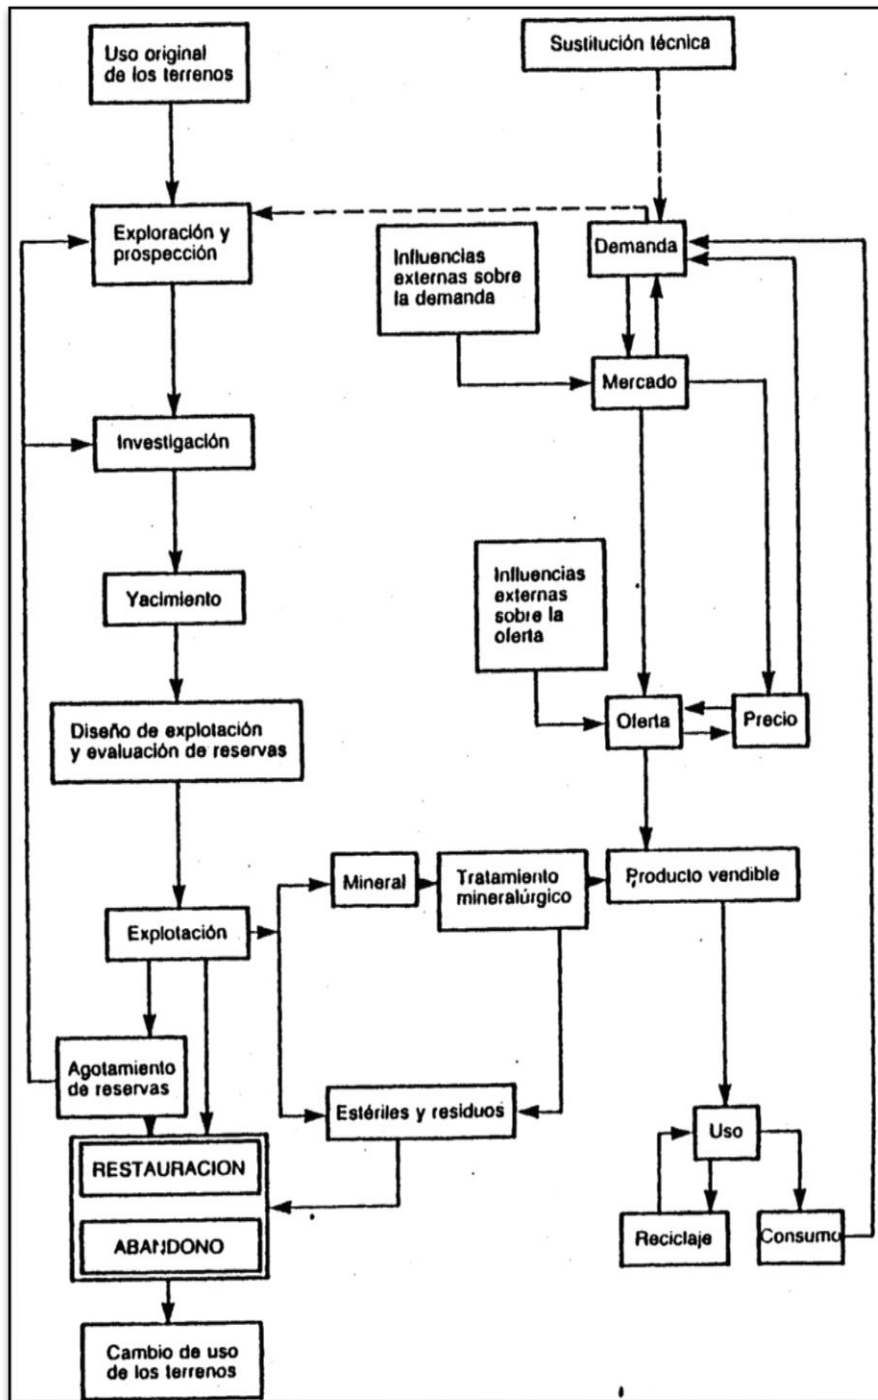 Uso original
de los terrenos
Sustitución técnica
Exploración y
prospección
Influencias
externas sobre
la demanda
Demanda
Mercado
Investigación
Yacimiento
Influencias
externas
sobre la
oferta
Diseño de explotación
y evaluación de reservas
Oferta
Precio
Mineral
Tratamiento
mineralúrgico
Producto vendible
Explotación
Agotamiento
de reservas
Estériles y residuos
Uso
RESTAURACION
ABANDONO
Reciclaje
Consumo
Cambio de uso
de los terrenos